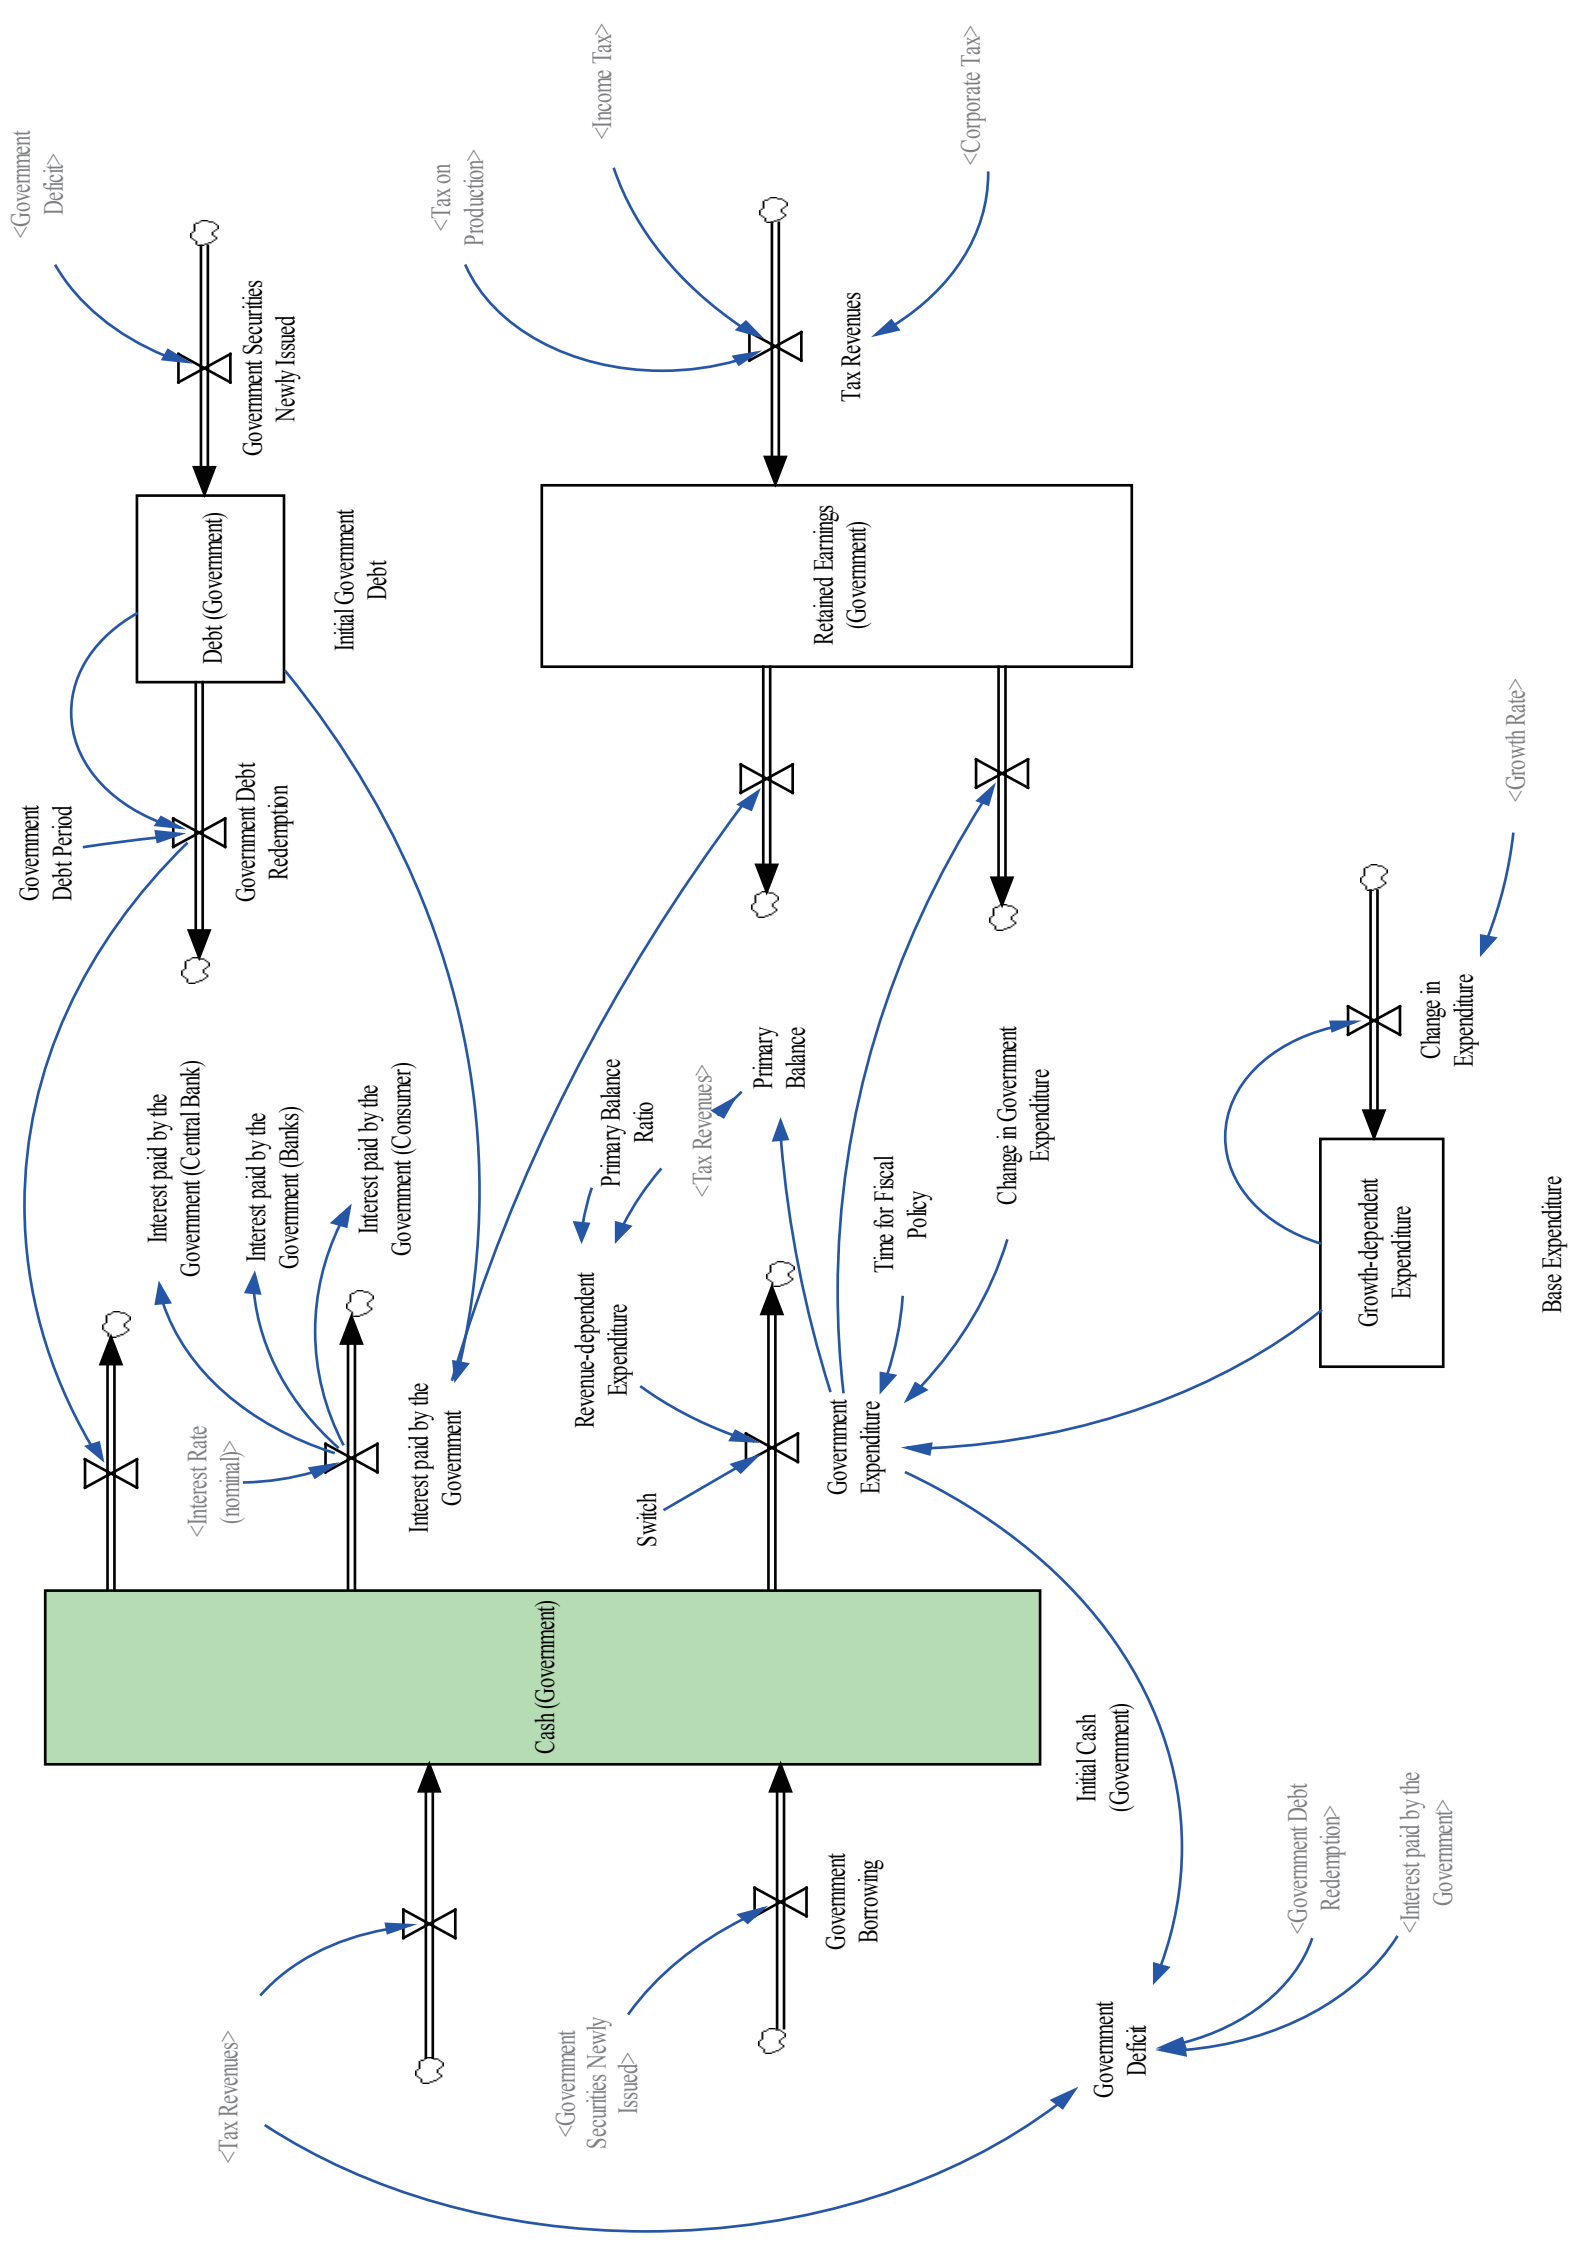 <Tax Revenues>
<Government
Securities Newly
Issued>
Government
Deficit
Government
Borrowing
<Government Debt
Redemption>
<Interest paid by the
Government>
Initial Cash
(Government)
Cash (Government)
<Interest Rate
(nominal)>
Interest paid by the
Government
Switch
Revenue-dependent
Expenditure
Government
Expenditure
Interest paid by the
Government (Central Bank)
Interest paid by the
Government (Banks)
Interest paid by the
Government (Consumer)
Primary Balance
Ratio
<Tax Revenues>
Primary
Balance
Time for Fiscal
Policy
Change in Government
Expenditure
Growth-dependent
Expenditure
Base Expenditure
Change in
Expenditure
<Growth Rate>
Government
Debt Period
Government Debt
Redemption
Debt (Government)
Initial Government
Debt
Retained Earnings
(Government)
Government Securities
Newly Issued
Tax Revenues
<Government
Deficit>
<Tax on
Production>
<Income Tax>
<Corporate Tax>